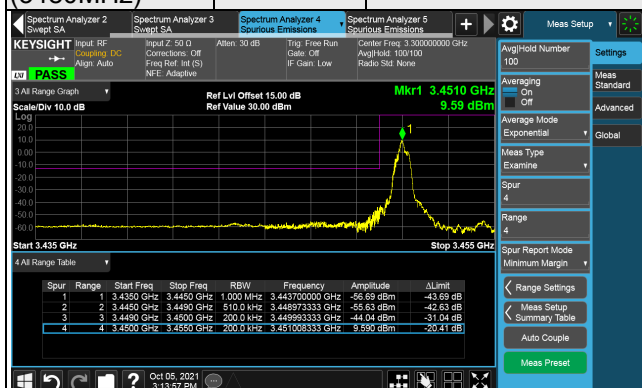 (3450MHz)
Spectrum Analyzer 2
Swept SA
Spectrum Analyzer 3
Swept SA
Spectrum Analyzer 4
Spurious Emissions
Spectrum Analyzer 5
Spurious Emissions
+
Meas Setup
KEYSIGHT
Input: RF
Coupling: DC
Align: Auto
Input Z: 50 Ω
Corrections: Off
Freq Ref: Int (S)
NFE: Adaptive
Atten: 30 dB
Trig: Free Run
Gate: Off
IF Gain: Low
Center Freq: 3.300000000 GHz
Avg|Hold: 100/100
Radio Std: None
LXI PASS
3 All Range Graph
Ref Lvl Offset 15.00 dB
Mkr1 3.4510 GHz
Scale/Div 10.0 dB
Ref Value 30.00 dBm
9.59 dBm
Log
20.0
10.0
0.00
-10.0
-20.0
-30.0
-40.0
-50.0
-60.0
1
Start 3.435 GHz
Stop 3.455 GHz
4 All Range Table
Spur Range Start Freq Stop Freq RBW Frequency Amplitude ΔLimit
1 1 3.4350 GHz 3.4450 GHz 1.000 MHz 3.443700000 GHz -56.69 dBm -43.69 dB
2 2 3.4450 GHz 3.4490 GHz 510.0 kHz 3.448973333 GHz -55.63 dBm -42.63 dB
3 3 3.4490 GHz 3.4500 GHz 200.0 kHz 3.449993333 GHz -44.04 dBm -31.04 dB
4 4 3.4500 GHz 3.4550 GHz 200.0 kHz 3.451008333 GHz 9.590 dBm -20.41 dB
Avg|Hold Number
100
Averaging
On
Off
Average Mode
Exponential
Meas Type
Examine
Spur
4
Range
4
Spur Report Mode
Minimum Margin
Range Settings
Meas Setup
Summary Table
Auto Couple
Meas Preset
Settings
Meas
Standard
Advanced
Global
?
Oct 05, 2021
3:13:57 PM